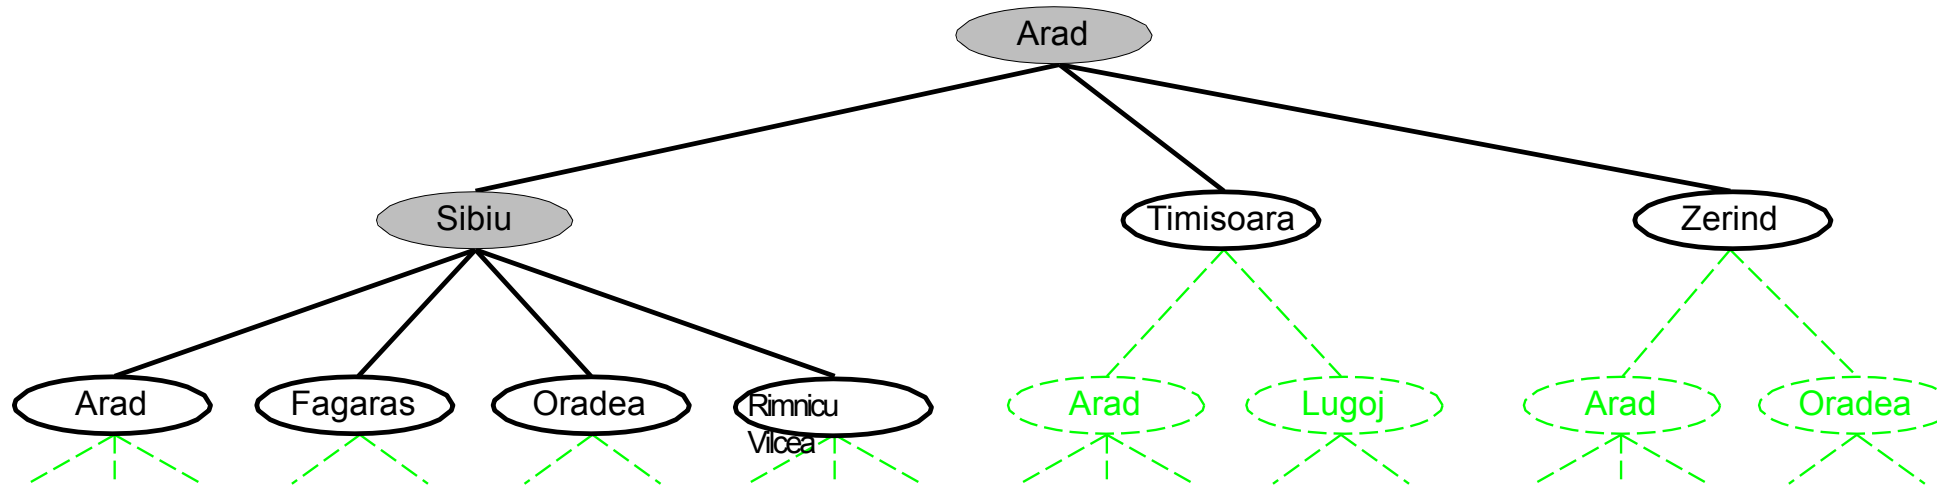 Arad
Sibiu
Timisoara
Zerind
Arad
Fagaras
Oradea
Rimnicu
Vilcea
Arad
Lugoj
Arad
Oradea